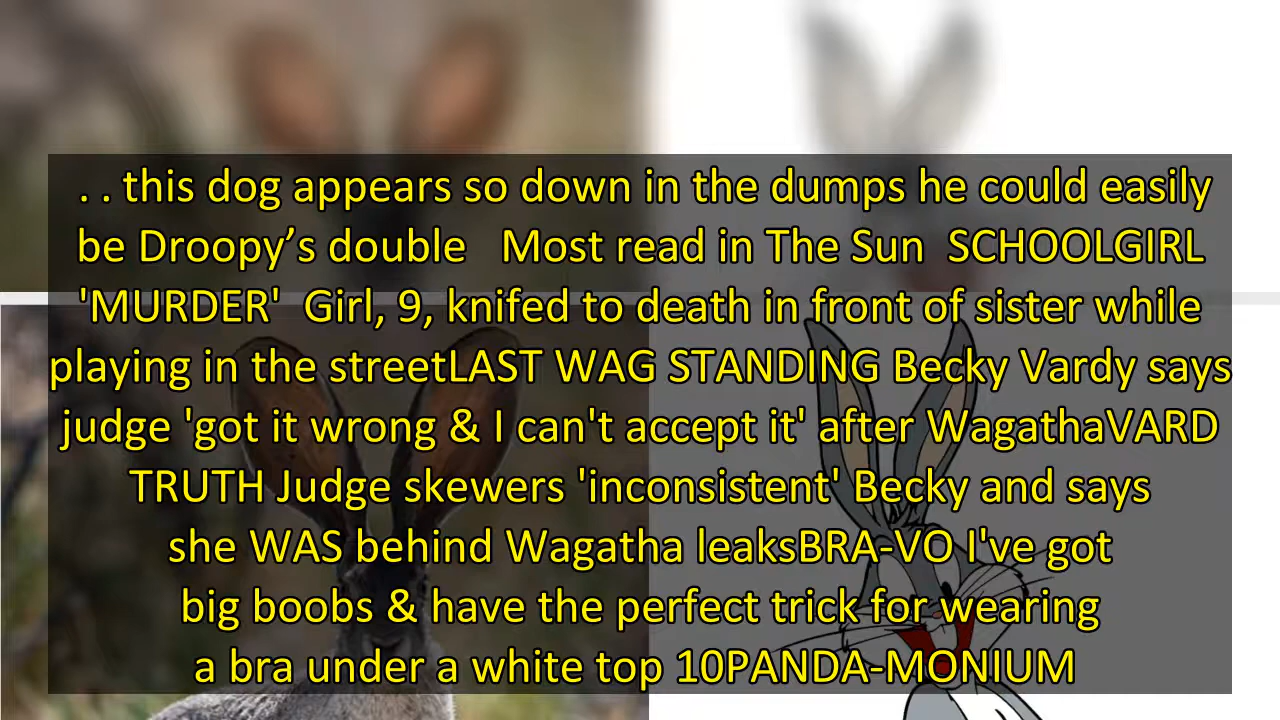 . . this dog appears so down in the dumps he could easily
be Droopy’s double   Most read in The Sun  SCHOOLGIRL
'MURDER'  Girl, 9, knifed to death in front of sister while
playing in the streetLAST WAG STANDING Becky Vardy says
judge 'got it wrong & I can't accept it' after WagathaVARD
TRUTH Judge skewers 'inconsistent' Becky and says
she WAS behind Wagatha leaksBRA-VO I've got
big boobs & have the perfect trick for wearing
a bra under a white top 10PANDA-MONIUM